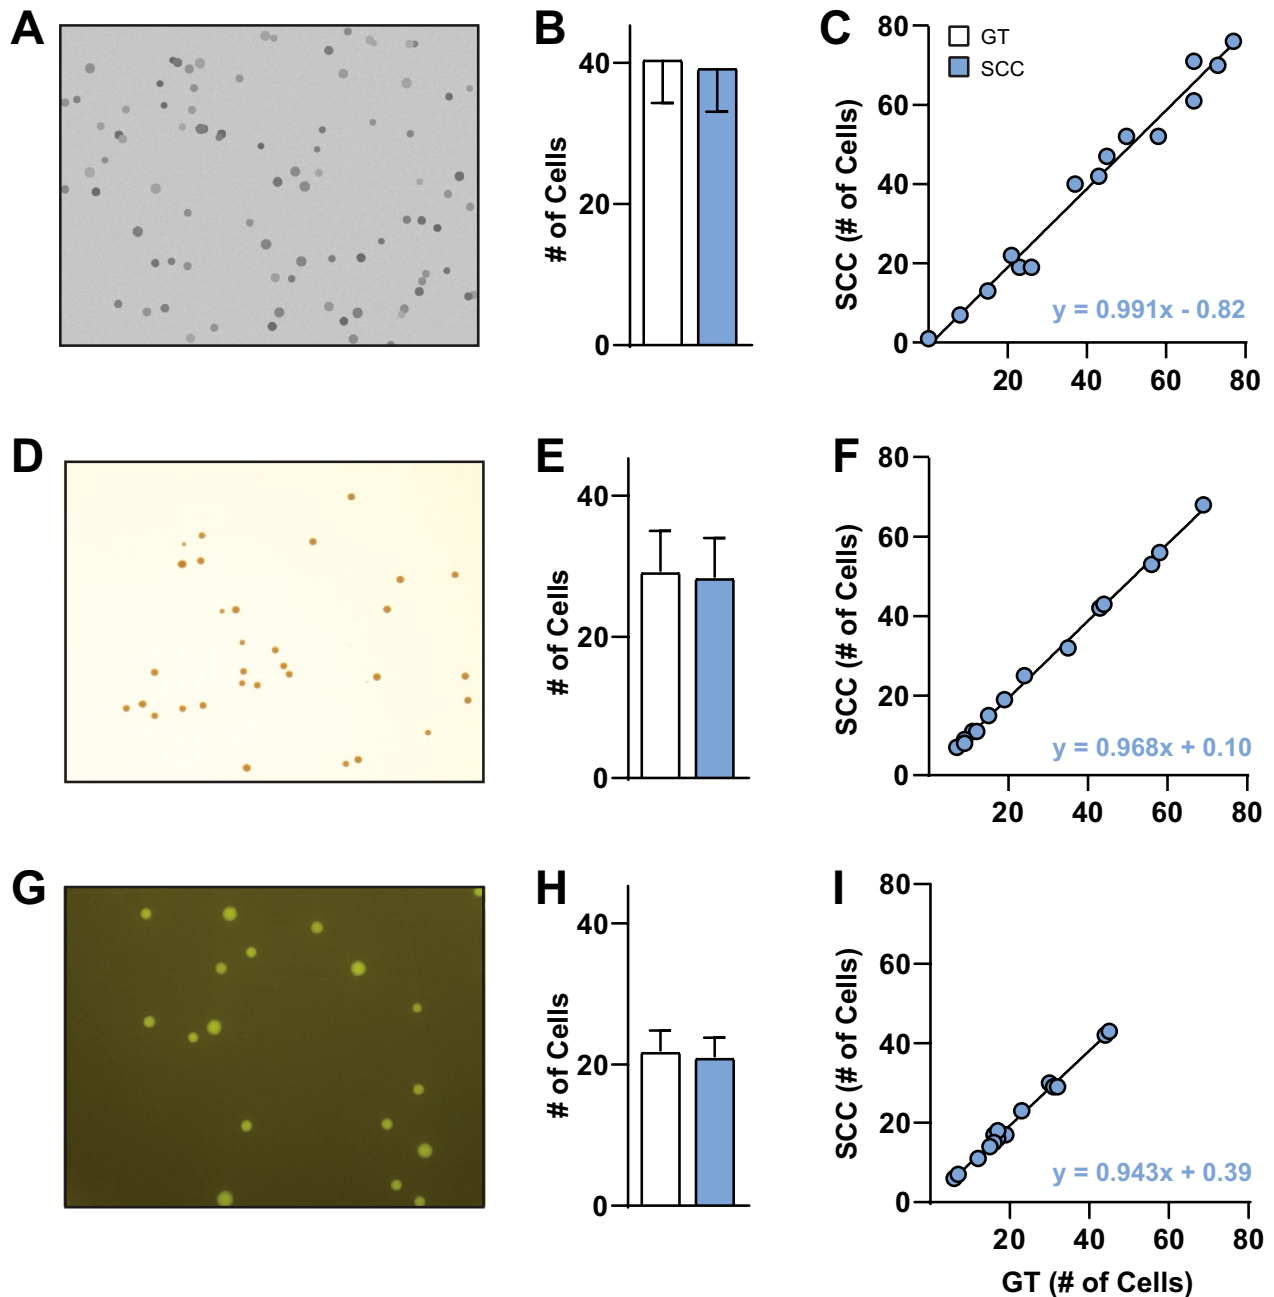 A
B
# of Cells
40
20
0
C
GT
SCC
SCC (# of Cells)
80
60
40
20
0
20 40 60 80
y = 0.991x - 0.82
D
E
# of Cells
40
20
0
F
SCC (# of Cells)
80
60
40
20
0
20 40 60 80
y = 0.968x + 0.10
G
H
# of Cells
40
20
0
I
SCC (# of Cells)
80
60
40
20
0
20 40 60 80
y = 0.943x + 0.39
GT (# of Cells)